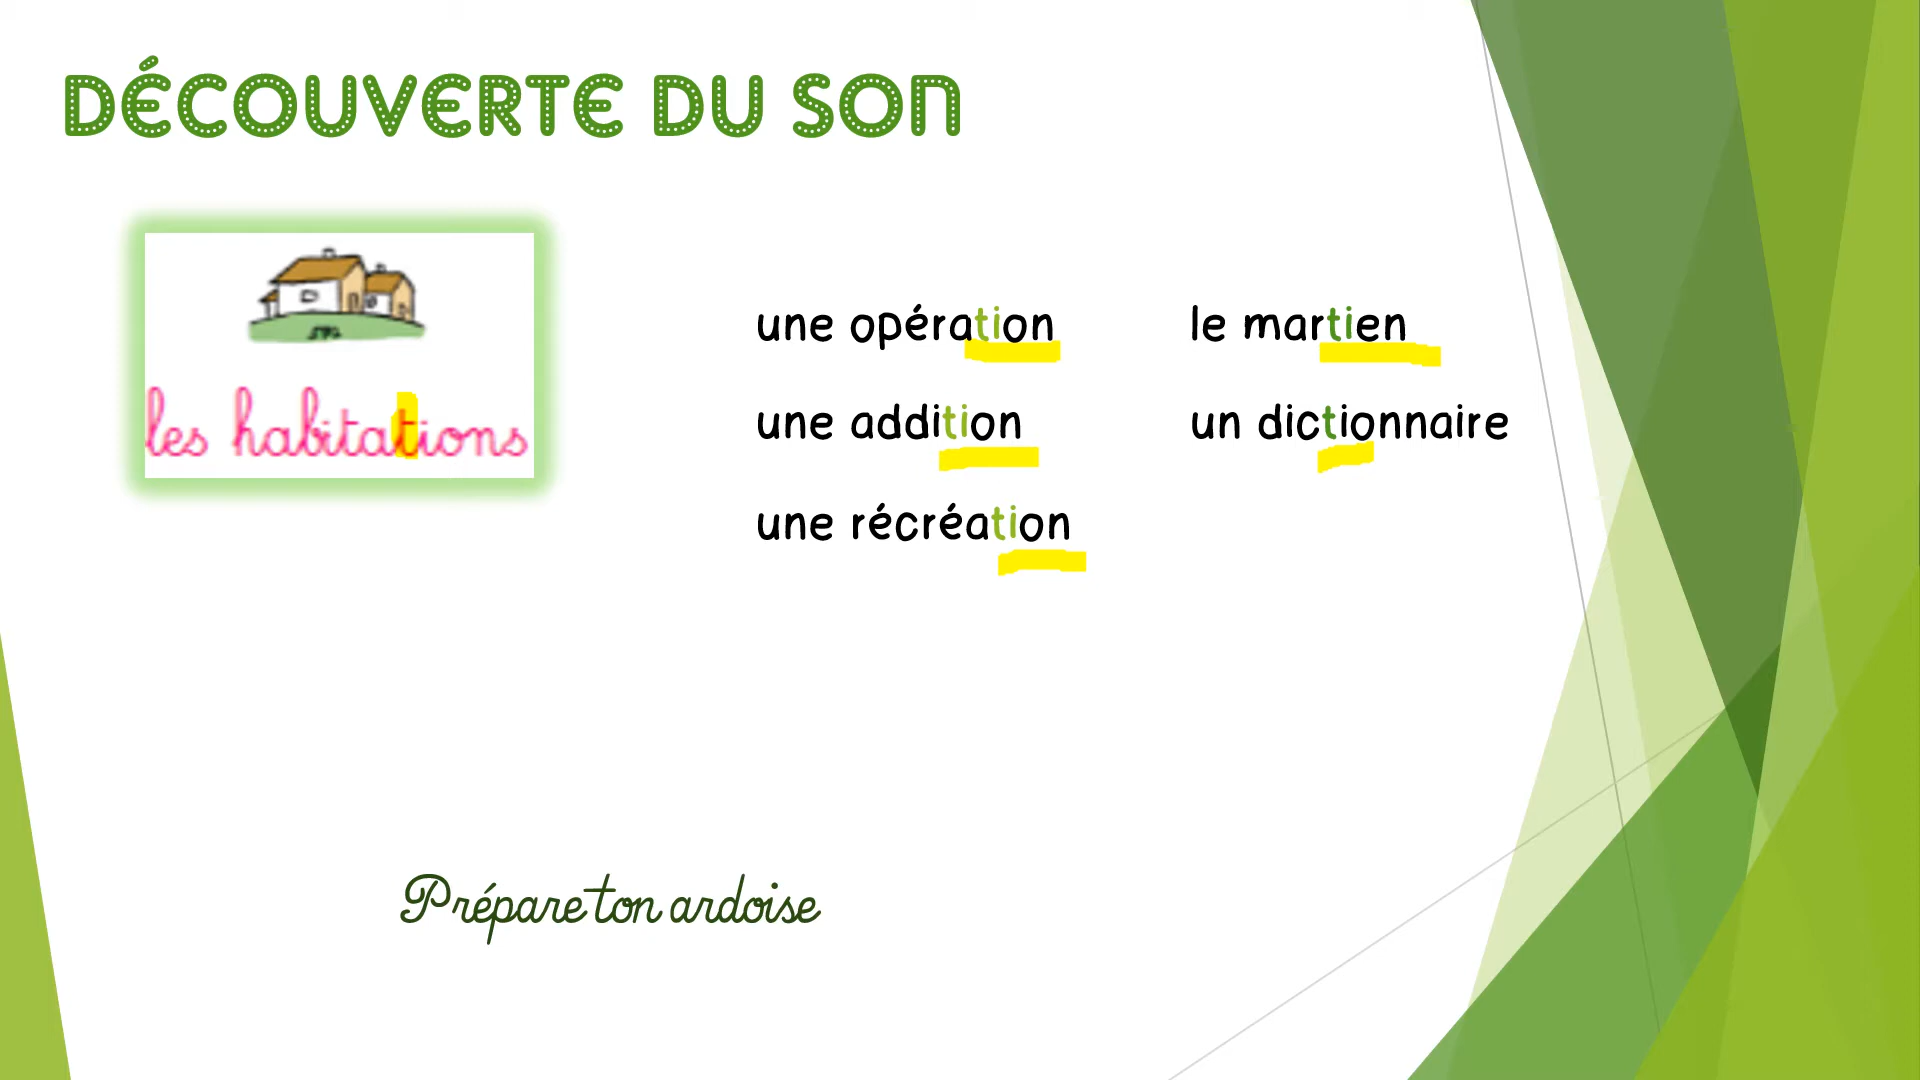 DÉCOUVERTE DU SON
les habitations
une opération
une addition
une récréation
le martien
un dictionnaire
Prépare ton ardoise